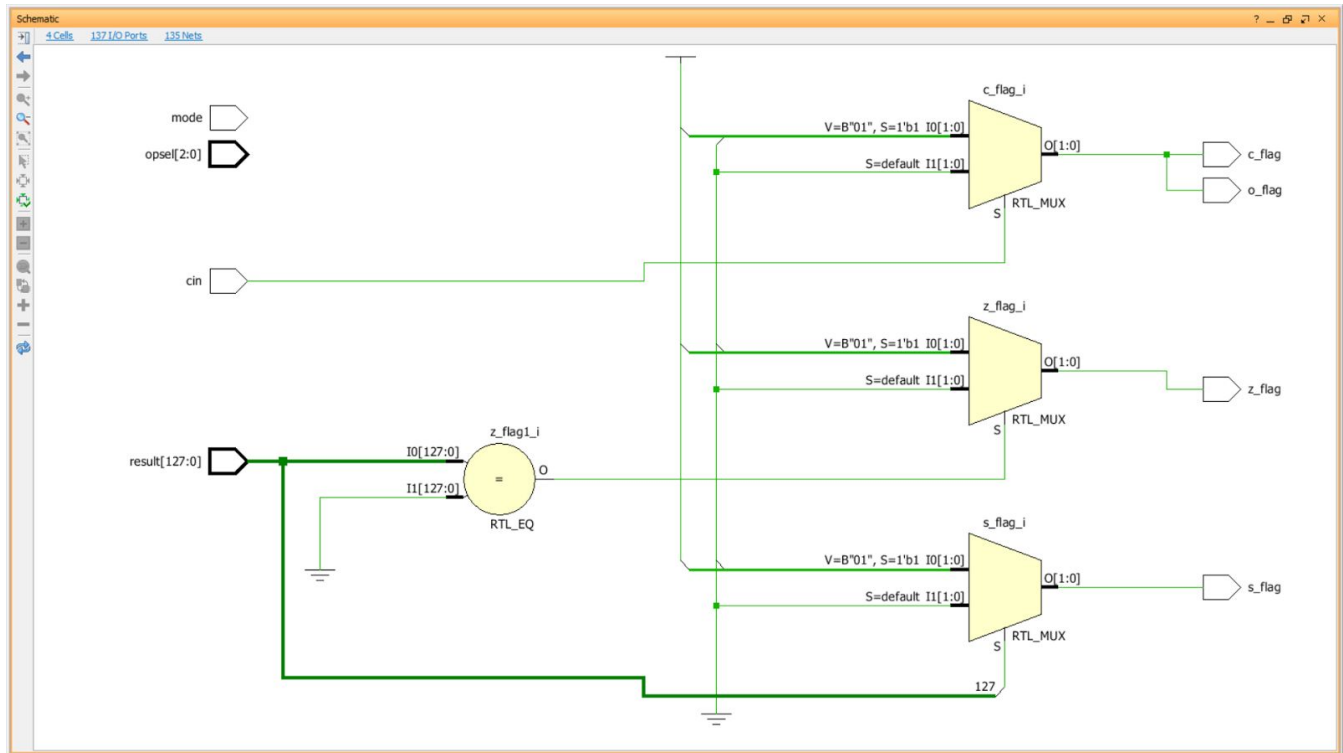 Schematic
4 Cells 137 I/O Ports 135 Nets
c_flag_i
mode
V=B"01", S=1'b1 I0[1:0]
O[1:0]
opsel[2:0]
c_flag
S=default I1[1:0]
o_flag
RTL_MUX
S
cin
z_flag_i
V=B"01", S=1'b1 I0[1:0]
O[1:0]
S=default I1[1:0]
z_flag
RTL_MUX
S
z_flag1_i
I0[127:0]
result[127:0]
O
=
I1[127:0]
RTL_EQ
s_flag_i
V=B"01", S=1'b1 I0[1:0]
O[1:0]
s_flag
S=default I1[1:0]
RTL_MUX
S
127